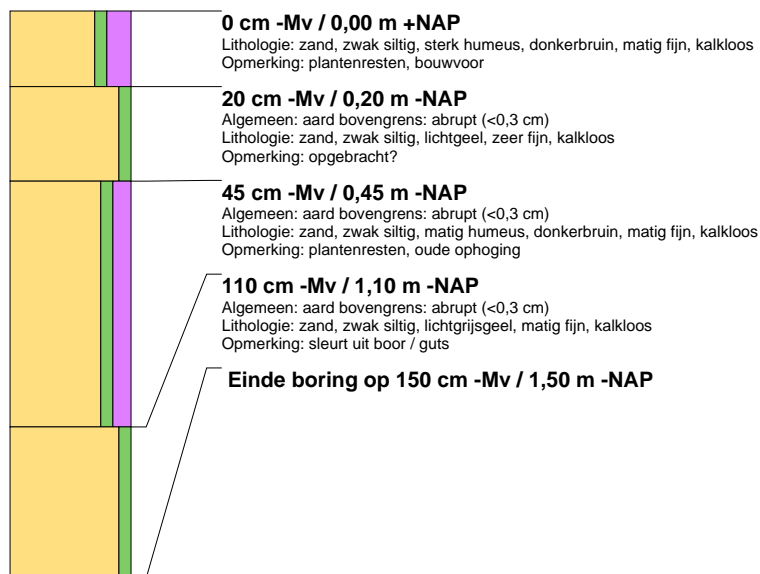 0 cm -Mv / 0,00 m +NAP
Lithologie: zand, zwak siltig, sterk humeus, donkerbruin, matig fijn, kalkloos
Opmerking: plantenresten, bouwvoor
20 cm -Mv / 0,20 m -NAP
Algemeen: aard bovengrens: abrupt (<0,3 cm)
Lithologie: zand, zwak siltig, lichtgeel, zeer fijn, kalkloos
Opmerking: opgebracht?
45 cm -Mv / 0,45 m -NAP
Algemeen: aard bovengrens: abrupt (<0,3 cm)
Lithologie: zand, zwak siltig, matig humeus, donkerbruin, matig fijn, kalkloos
Opmerking: plantenresten, oude ophoging
110 cm -Mv / 1,10 m -NAP
Algemeen: aard bovengrens: abrupt (<0,3 cm)
Lithologie: zand, zwak siltig, lichtgrijsgeel, matig fijn, kalkloos
Opmerking: sleurt uit boor / guts
Einde boring op 150 cm -Mv / 1,50 m -NAP